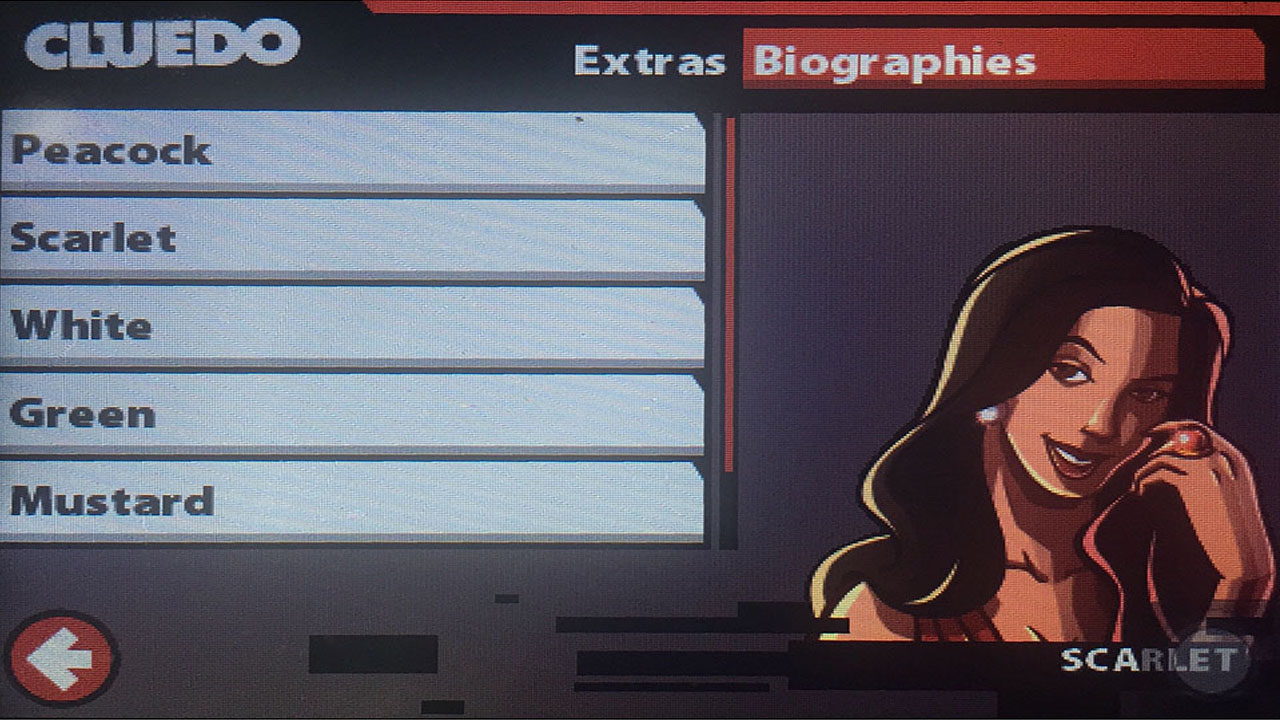 CLUEDO
Extras Biographies
Peacock
Scarlet
White
Green
Mustard
SCARLET